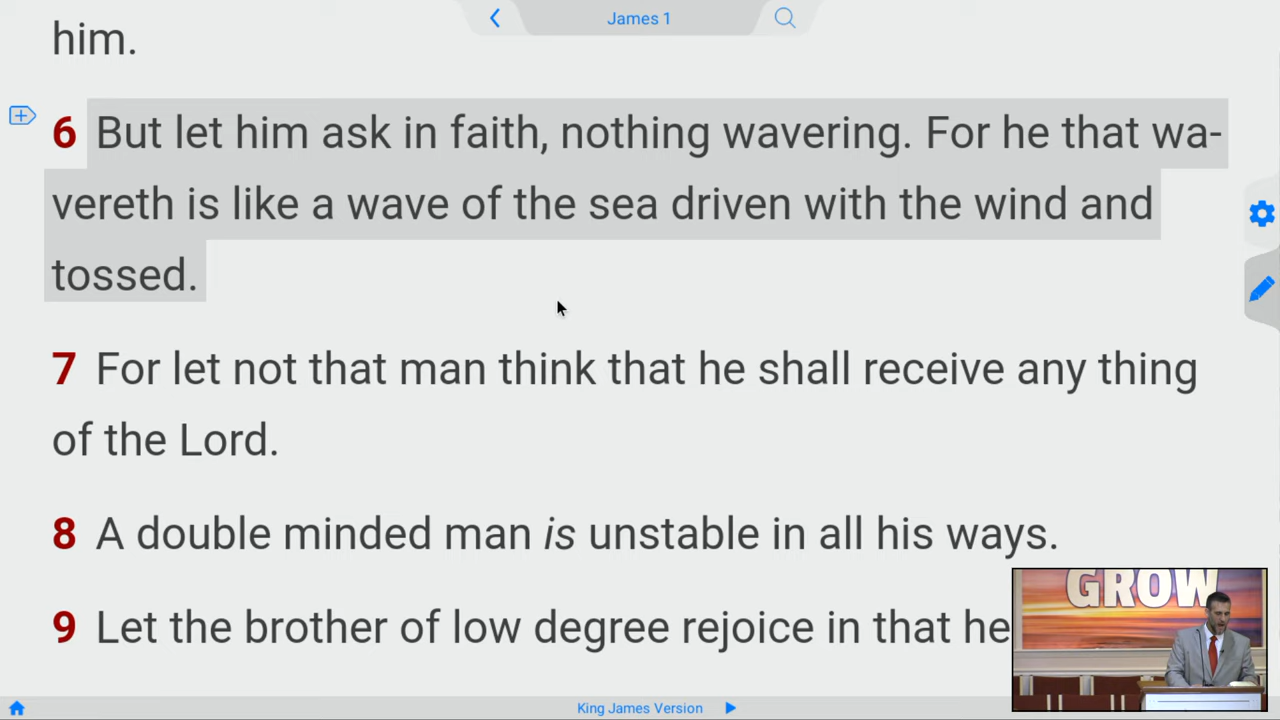 James 1
him.
6 But let him ask in faith, nothing wavering. For he that wa-
vereth is like a wave of the sea driven with the wind and
tossed.
7 For let not that man think that he shall receive any thing
of the Lord.
8 A double minded man is unstable in all his ways.
9 Let the brother of low degree rejoice in that he
GROW
King James Version